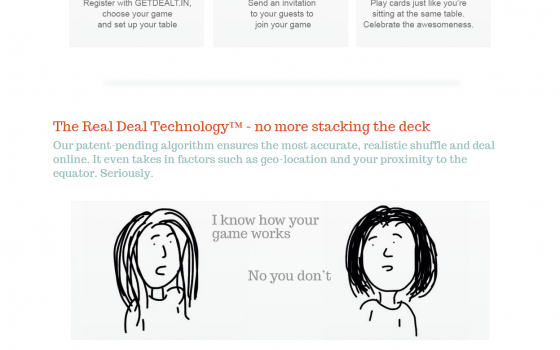 Register with GETDEALT.IN,
choose your game
and set up your table
Send an invitation
to your guests to
join your game
Play cards just like you're
sitting at the same table.
Celebrate the awesomeness.
The Real Deal Technology™ - no more stacking the deck
Our patent-pending algorithm ensures the most accurate, realistic shuffle and deal
online. It even takes in factors such as geo-location and your proximity to the
equator. Seriously.
I know how your
game works
No you don't